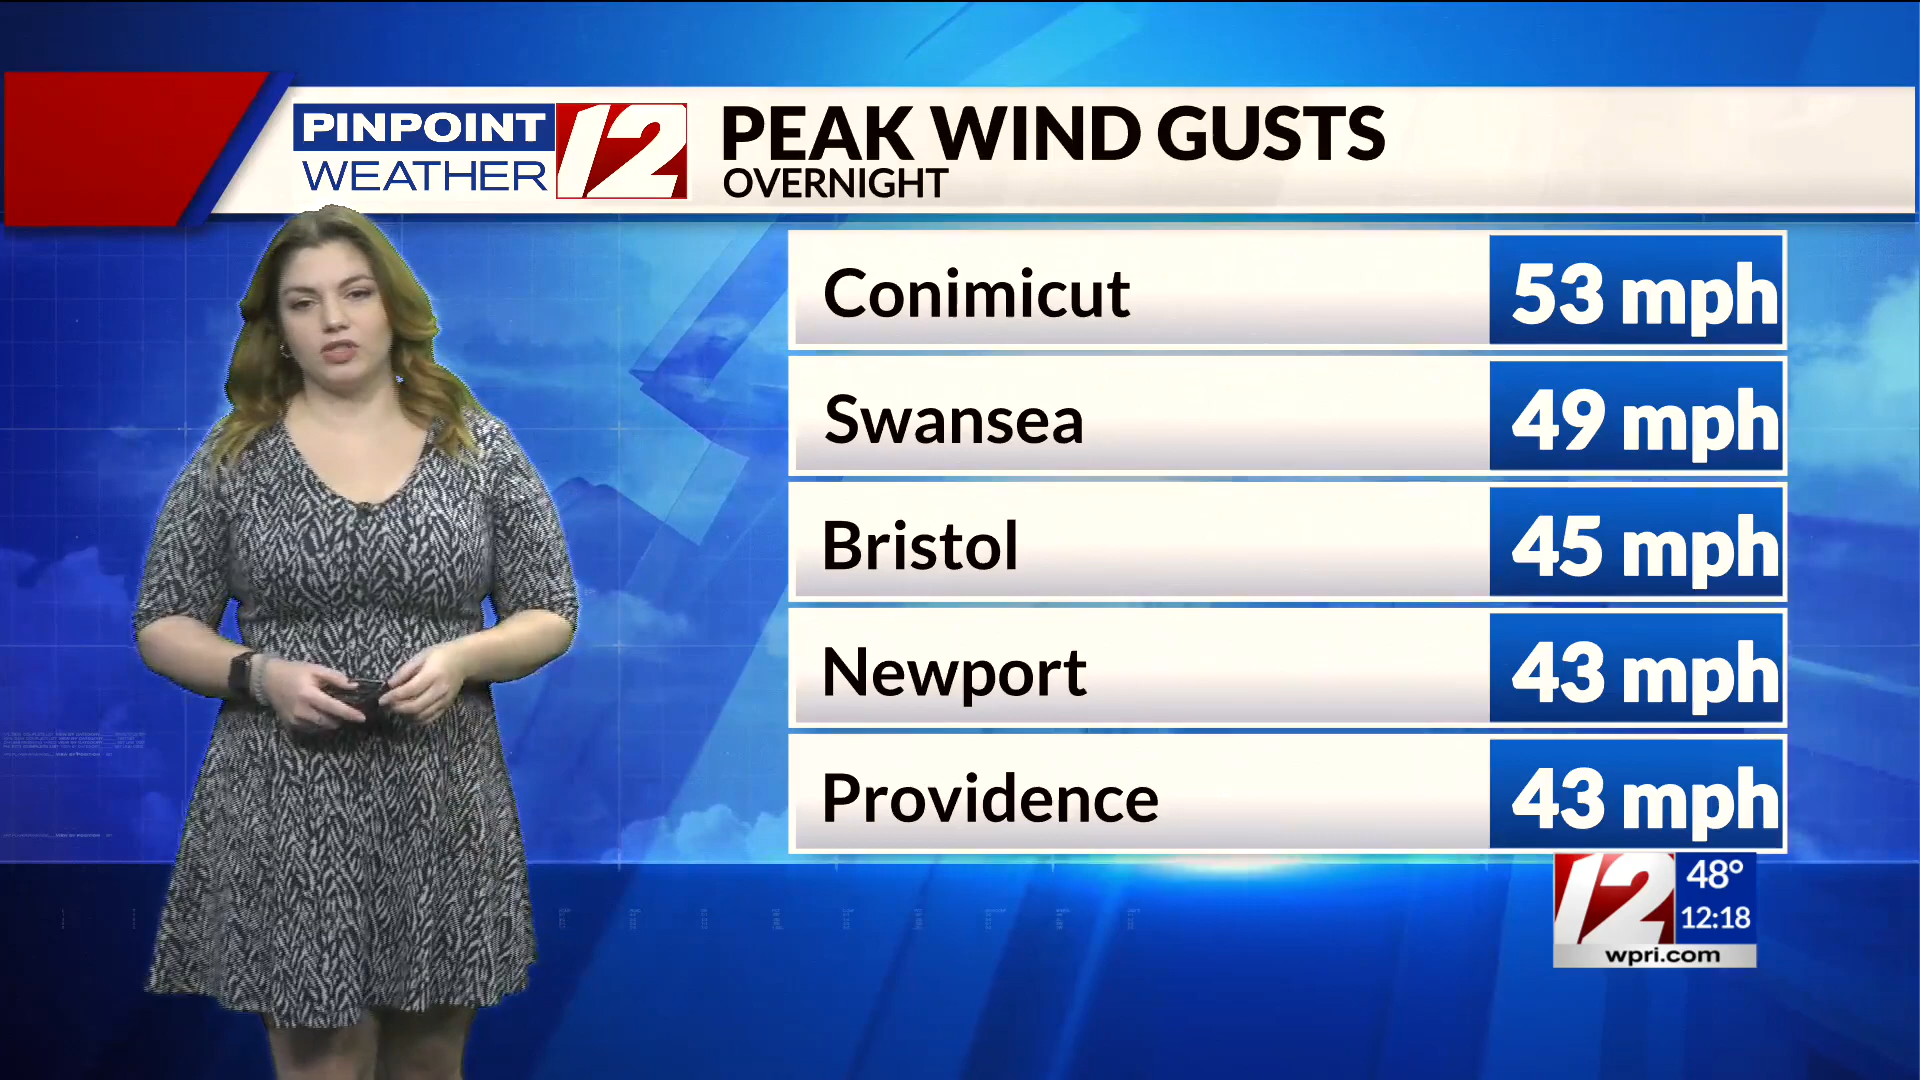 PINPOINT
WEATHER
12
PEAK WIND GUSTS
OVERNIGHT
Conimicut 53 mph
Swansea 49 mph
Bristol 45 mph
Newport 43 mph
Providence 43 mph
12
48°
12:18
wpri.com